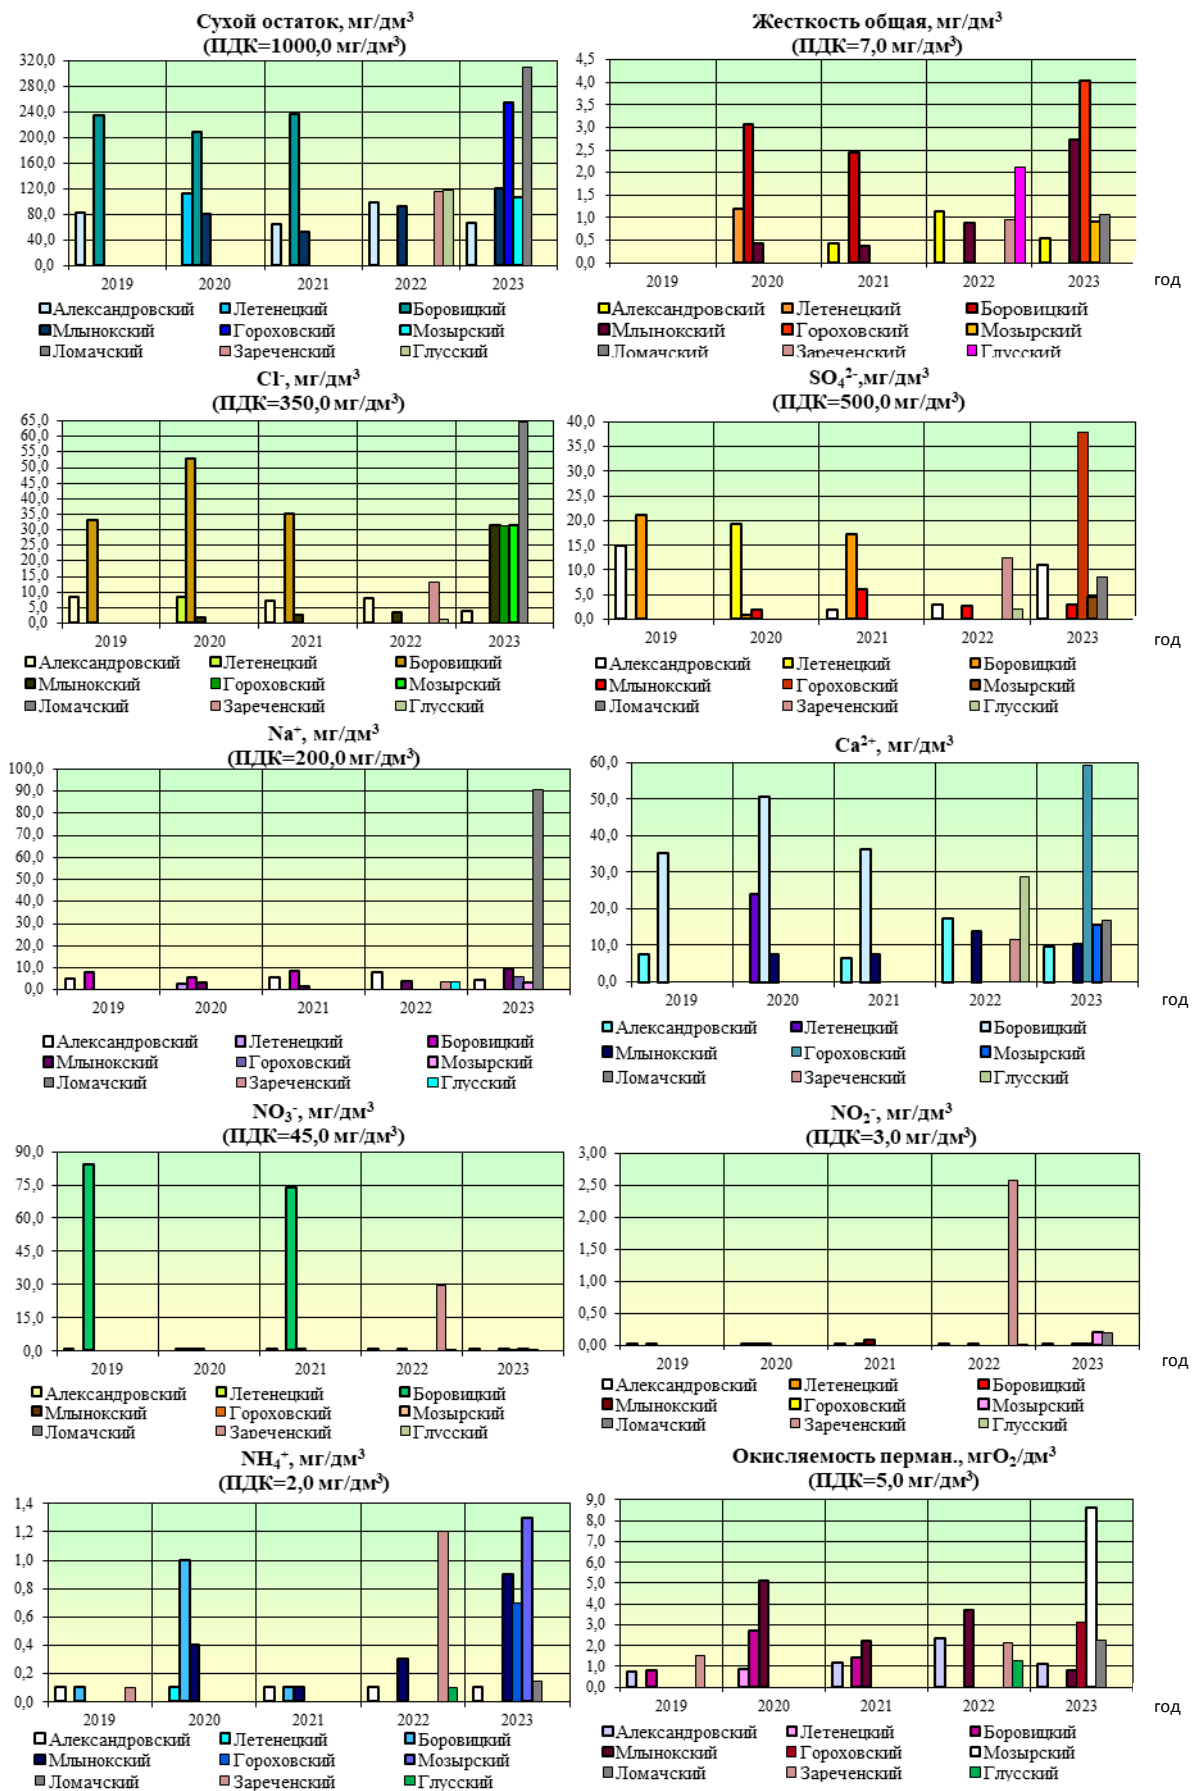 Сухой остаток, мг/дм³
(ПДК=1000,0 мг/дм³)
320,0
280,0
240,0
200,0
160,0
120,0
80,0
40,0
0,0
2019 2020 2021 2022 2023
Александровский Летенецкий Боровицкий
Млынокский Гороховский Мозырский
Ломачский Зареченский Глусский
Жесткость общая, мг/дм³
(ПДК=7,0 мг/дм³)
4,5
4,0
3,5
3,0
2,5
2,0
1,5
1,0
0,5
0,0
2019 2020 2021 2022 2023
год
Александровский Летенецкий Боровицкий
Млынокский Гороховский Мозырский
Ломачский Зареченский Глусский
Cl⁻, мг/дм³
(ПДК=350,0 мг/дм³)
65,0
60,0
55,0
50,0
45,0
40,0
35,0
30,0
25,0
20,0
15,0
10,0
5,0
0,0
2019 2020 2021 2022 2023
Александровский Летенецкий Боровицкий
Млынокский Гороховский Мозырский
Ломачский Зареченский Глусский
SO₄²⁻,мг/дм³
(ПДК=500,0 мг/дм³)
40,0
35,0
30,0
25,0
20,0
15,0
10,0
5,0
0,0
2019 2020 2021 2022 2023
год
Александровский Летенецкий Боровицкий
Млынокский Гороховский Мозырский
Ломачский Зареченский Глусский
Na⁺, мг/дм³
(ПДК=200,0 мг/дм³)
100,0
90,0
80,0
70,0
60,0
50,0
40,0
30,0
20,0
10,0
0,0
2019 2020 2021 2022 2023
Александровский Летенецкий Боровицкий
Млынокский Гороховский Мозырский
Ломачский Зареченский Глусский
Ca²⁺, мг/дм³
60,0
50,0
40,0
30,0
20,0
10,0
0,0
2019 2020 2021 2022 2023
год
Александровский Летенецкий Боровицкий
Млынокский Гороховский Мозырский
Ломачский Зареченский Глусский
NO₃⁻, мг/дм³
(ПДК=45,0 мг/дм³)
90,0
75,0
60,0
45,0
30,0
15,0
0,0
2019 2020 2021 2022 2023
Александровский Летенецкий Боровицкий
Млынокский Гороховский Мозырский
Ломачский Зареченский Глусский
NO₂⁻, мг/дм³
(ПДК=3,0 мг/дм³)
3,00
2,50
2,00
1,50
1,00
0,50
0,00
2019 2020 2021 2022 2023
год
Александровский Летенецкий Боровицкий
Млынокский Гороховский Мозырский
Ломачский Зареченский Глусский
NH₄⁺, мг/дм³
(ПДК=2,0 мг/дм³)
1,4
1,2
1,0
0,8
0,6
0,4
0,2
0,0
2019 2020 2021 2022 2023
Александровский Летенецкий Боровицкий
Млынокский Гороховский Мозырский
Ломачский Зареченский Глусский
Окисляемость перман., мгО₂/дм³
(ПДК=5,0 мг/дм³)
9,0
8,0
7,0
6,0
5,0
4,0
3,0
2,0
1,0
0,0
2019 2020 2021 2022 2023
год
Александровский Летенецкий Боровицкий
Млынокский Гороховский Мозырский
Ломачский Зареченский Глусский